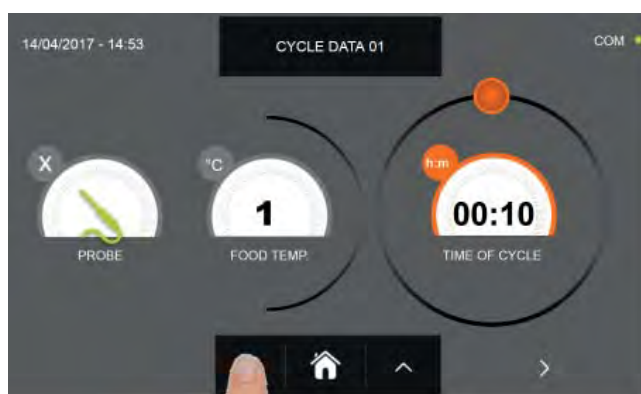 14/04/2017 - 14:53
CYCLE DATA 01
COM
X
PROBE
°C
1
FOOD TEMP.
h:m
00:10
TIME OF CYCLE